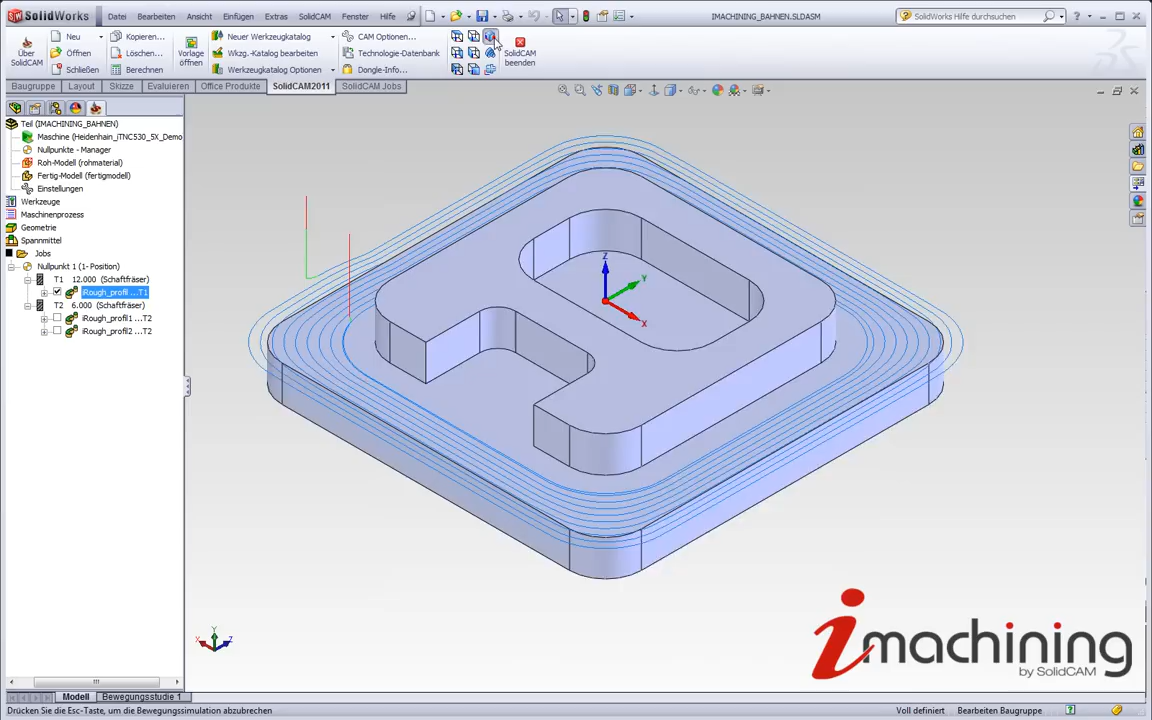 SolidWorks
Datei Bearbeiten Ansicht Einfügen Extras SolidCAM Fenster Hilfe
IMACHINING_BAHNEN.SLDASM
SolidWorks Hilfe durchsuchen
Über SolidCAM
Neu
Öffnen
Schließen
Kopieren...
Löschen...
Berechnen
Vorlage öffnen
Neuer Werkzeugkatalog
Wkzg.-Katalog bearbeiten
Werkzeugkatalog Optionen
CAM Optionen...
Technologie-Datenbank
Dongle-Info...
SolidCAM beenden
Baugruppe Layout Skizze Evaluieren Office Produkte SolidCAM2011 SolidCAM Jobs
Teil (IMACHINING_BAHNEN)
Maschine (Heidenhain_iTNC530_5X_Demo
Nullpunkte - Manager
Roh-Modell (rohmaterial)
Fertig-Modell (fertigmodell)
Einstellungen
Werkzeuge
Maschinenprozess
Geometrie
Spannmittel
Jobs
Nullpunkt 1 (1- Position)
T1 12.000 (Schaftfräser)
iRough_profil ...T1
T2 6.000 (Schaftfräser)
iRough_profil1 ...T2
iRough_profil2 ...T2
Z
Y
X
Y
X
Z
imachining
by SolidCAM
Modell Bewegungsstudie 1
Drücken Sie die Esc-Taste, um die Bewegungssimulation abzubrechen
Voll definiert
Bearbeiten Baugruppe